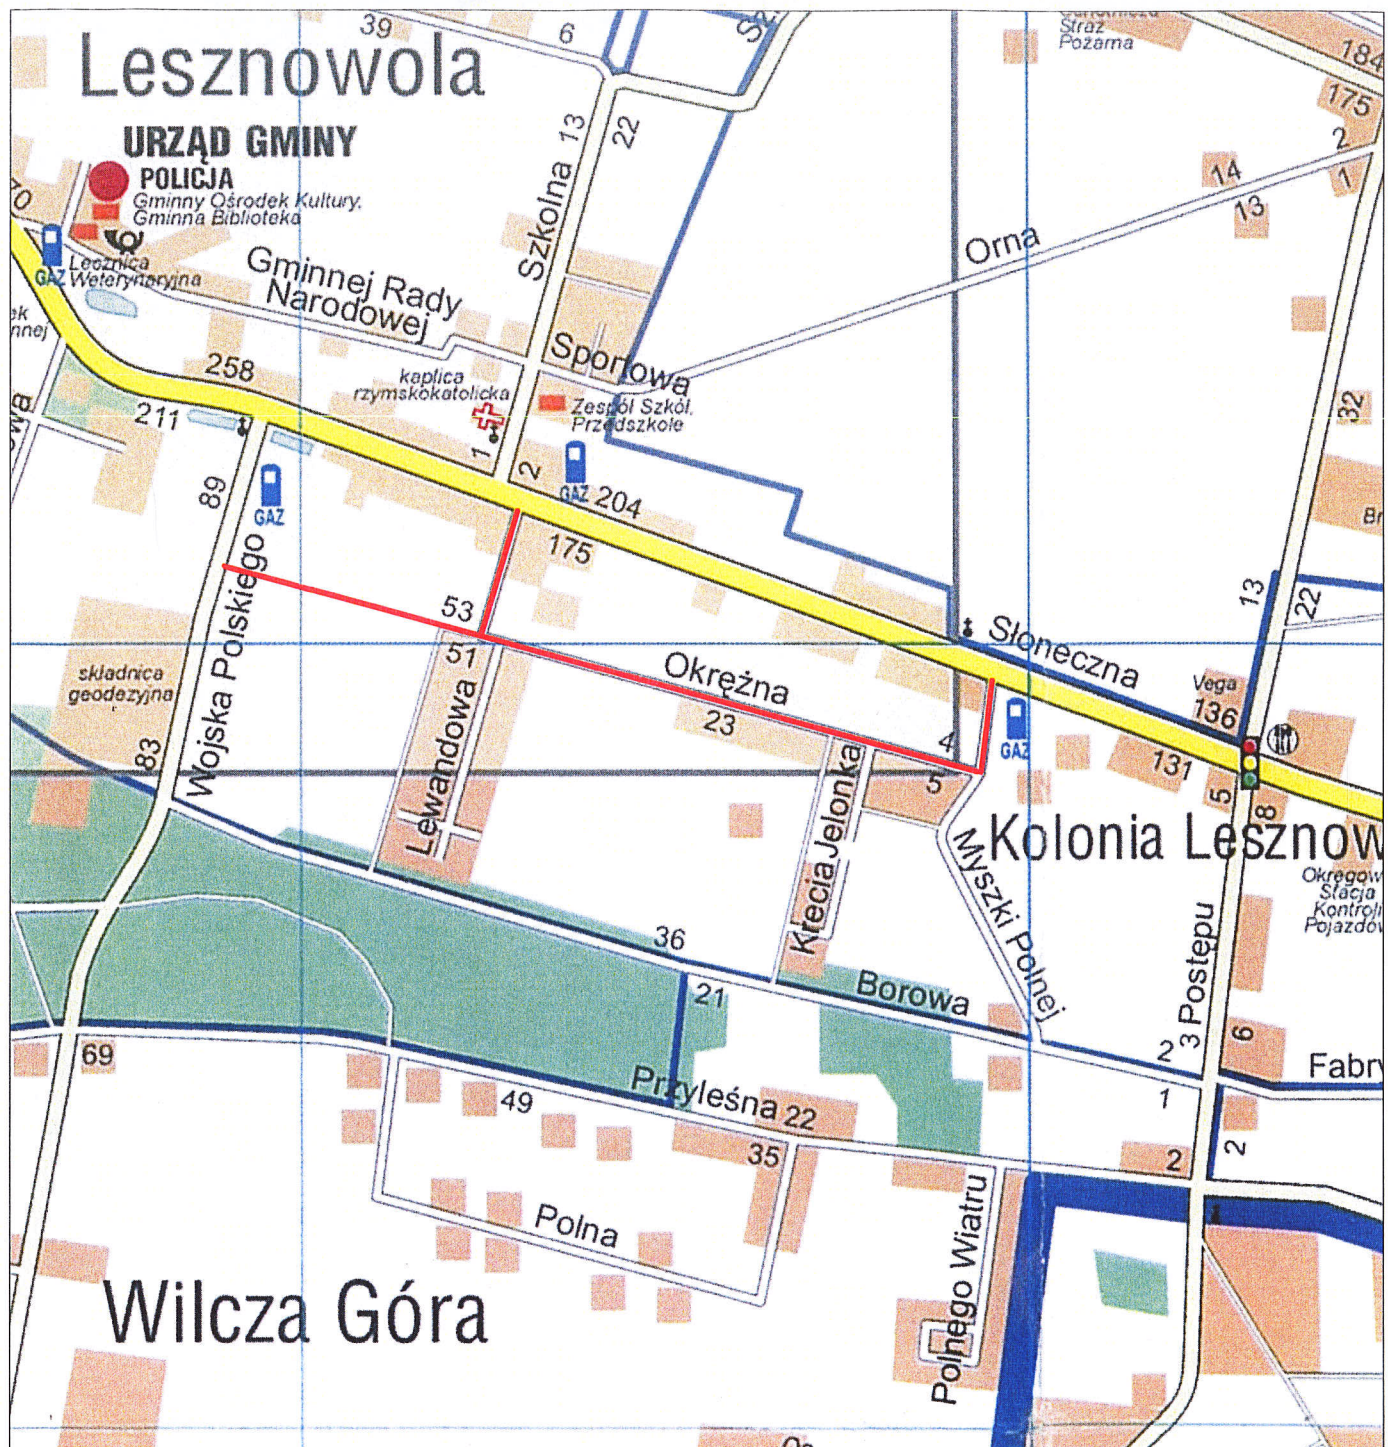 39
6
Straż
Pożarna
184
175
Lesznowola
URZĄD GMINY
POLICJA
Gminny Ośrodek Kultury,
Gminna Biblioteka
70
GAZ
Lecznica
Weterynaryjna
13
22
Szkolna
2
1
14
13
Orna
Gminnej Rady
Narodowej
258
211
Sportowa
kaplica
rzymskokatolicka
Zespół Szkół,
Przedszkole
32
1
2
GAZ
204
175
89
GAZ
Wojska Polskiego
53
51
13
22
Słoneczna
Okrężna
23
4
5
składnica
geodezyjna
83
Lewandowa
Vega
136
131
GAZ
5
8
Krecia
Jelonka
Myszki Polnej
Kolonia Lesznow
Stacja
Kontroli
Pojazdów
36
21
Borowa
3
Postępu
6
2
1
Fabry
69
49
Przyleśna
22
35
2
2
Polna
Polnego Wiatru
Wilcza Góra